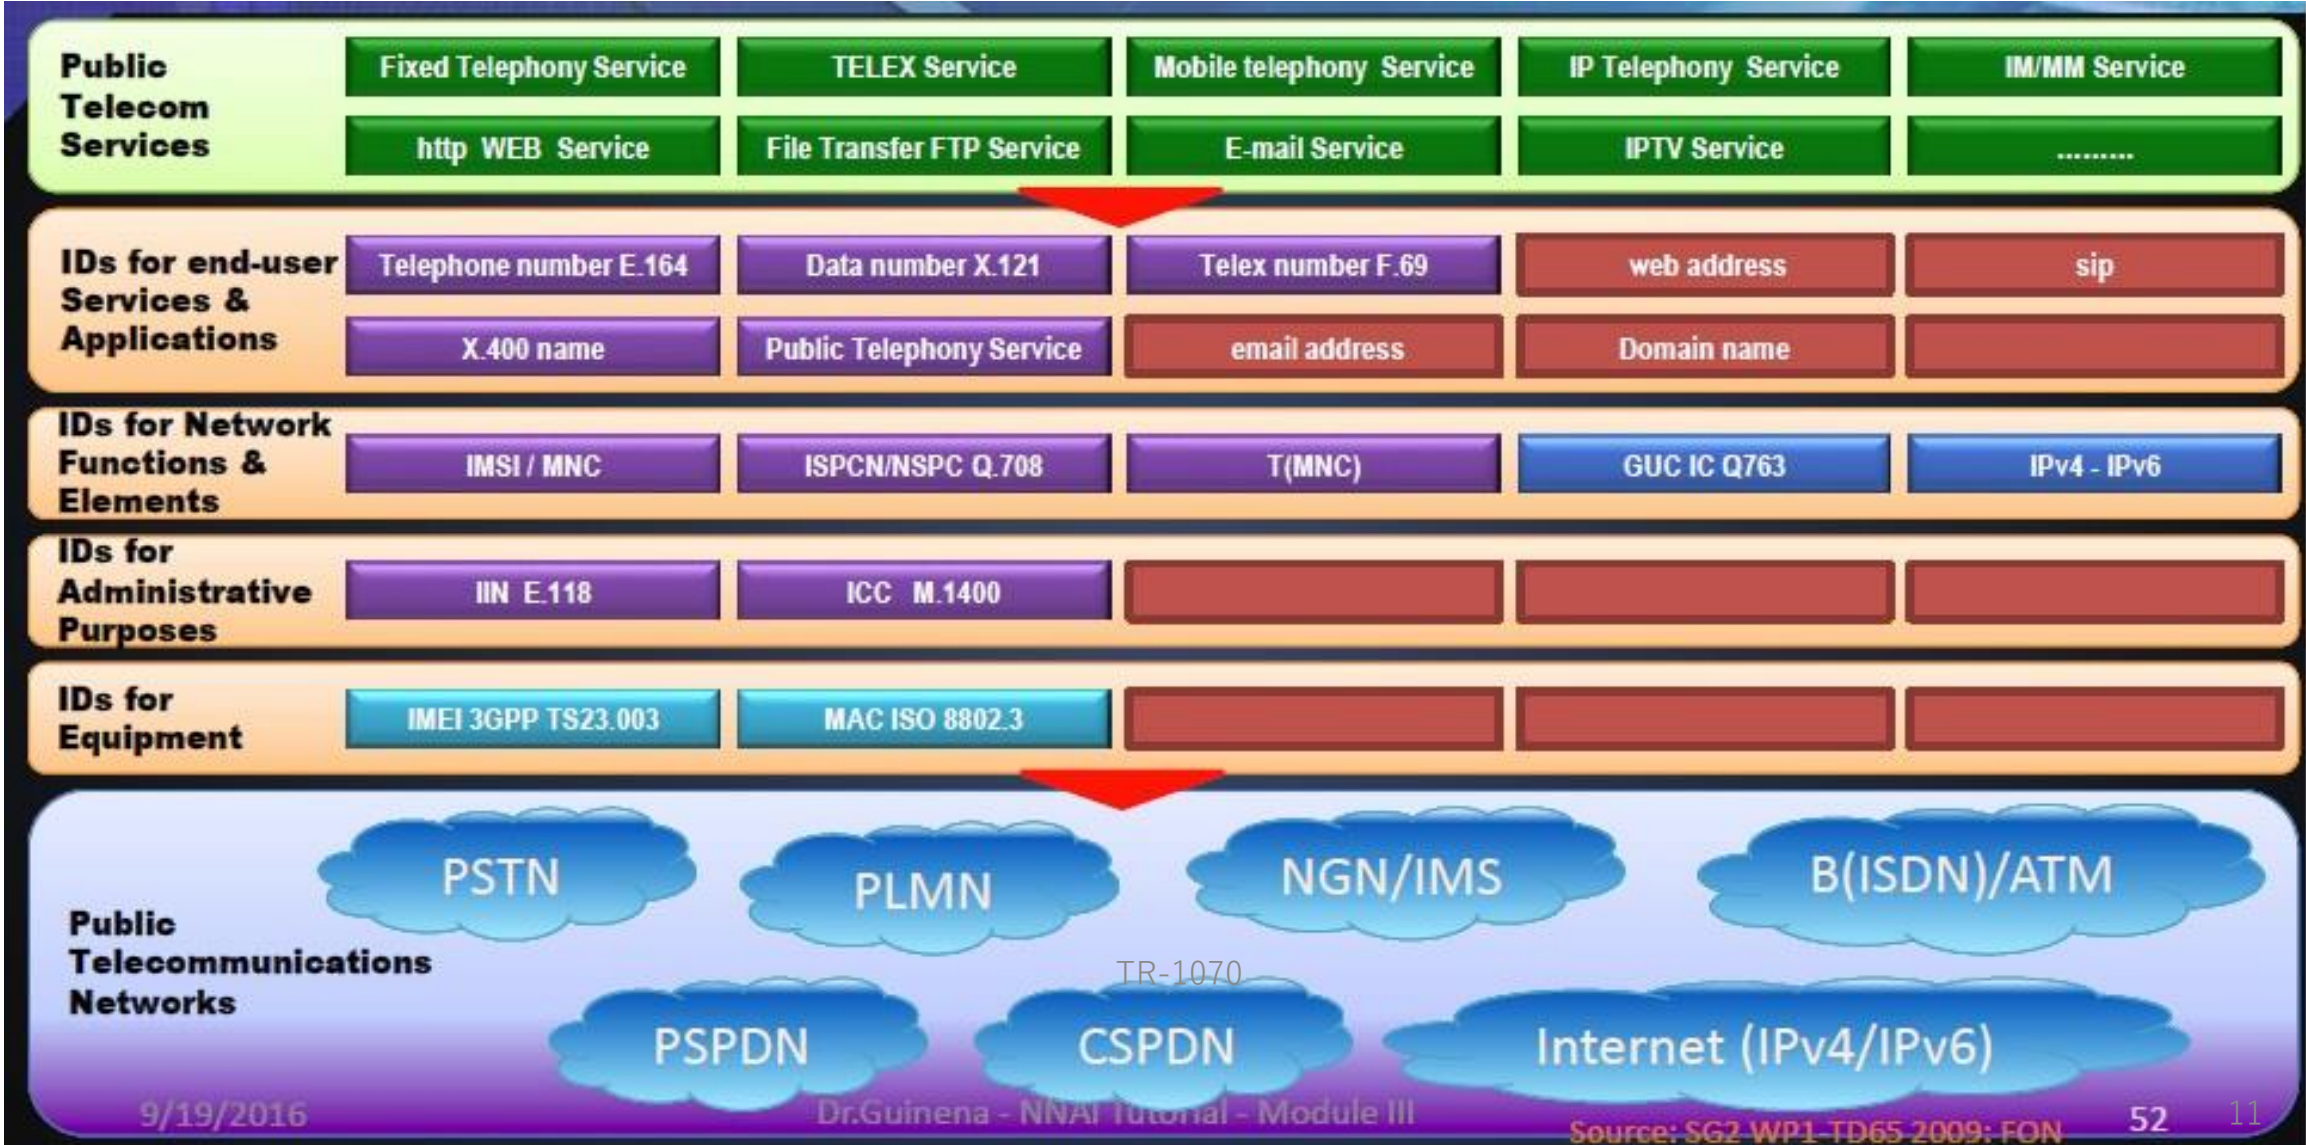 Public
Telecom
Services
Fixed Telephony Service
TELEX Service
Mobile telephony Service
IP Telephony Service
IM/MM Service
http WEB Service
File Transfer FTP Service
E-mail Service
IPTV Service
.........
IDs for end-user
Services &
Applications
Telephone number E.164
Data number X.121
Telex number F.69
web address
sip
X.400 name
Public Telephony Service
email address
Domain name
IDs for Network
Functions &
Elements
IMSI / MNC
ISPCN/NSPC Q.708
T(MNC)
GUC IC Q763
IPv4 - IPv6
IDs for
Administrative
Purposes
IIN E.118
ICC M.1400
IDs for
Equipment
IMEI 3GPP TS23.003
MAC ISO 8802.3
PSTN
PLMN
NGN/IMS
B(ISDN)/ATM
Public
Telecommunications
Networks
TR-1070
PSPDN
CSPDN
Internet (IPv4/IPv6)
9/19/2016
Dr.Guinena - NNAI Tutorial - Module III
Source: SG2 WP1-TD65 2009: FON
52
11